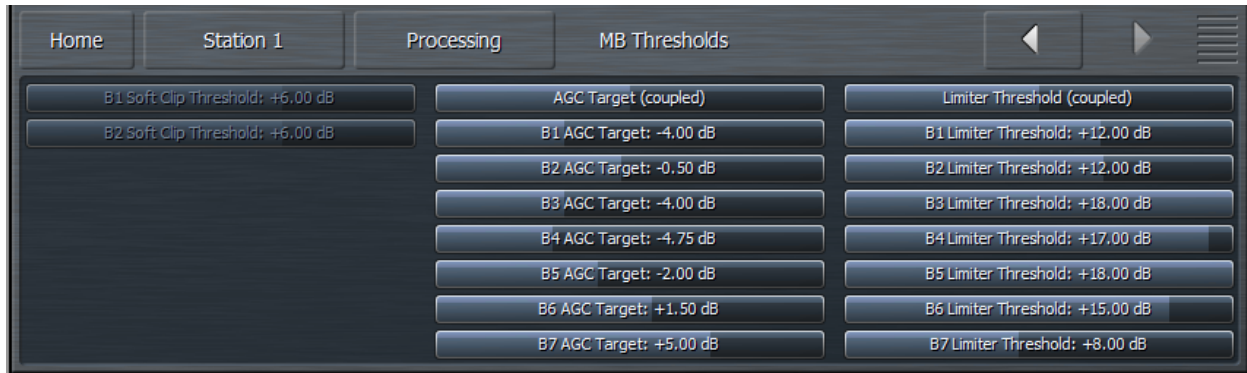 Home Station 1 Processing MB Thresholds
B1 Soft Clip Threshold: +6.00 dB
B2 Soft Clip Threshold: +6.00 dB
AGC Target (coupled)
B1 AGC Target: -4.00 dB
B2 AGC Target: -0.50 dB
B3 AGC Target: -4.00 dB
B4 AGC Target: -4.75 dB
B5 AGC Target: -2.00 dB
B6 AGC Target: +1.50 dB
B7 AGC Target: +5.00 dB
Limiter Threshold (coupled)
B1 Limiter Threshold: +12.00 dB
B2 Limiter Threshold: +12.00 dB
B3 Limiter Threshold: +18.00 dB
B4 Limiter Threshold: +17.00 dB
B5 Limiter Threshold: +18.00 dB
B6 Limiter Threshold: +15.00 dB
B7 Limiter Threshold: +8.00 dB